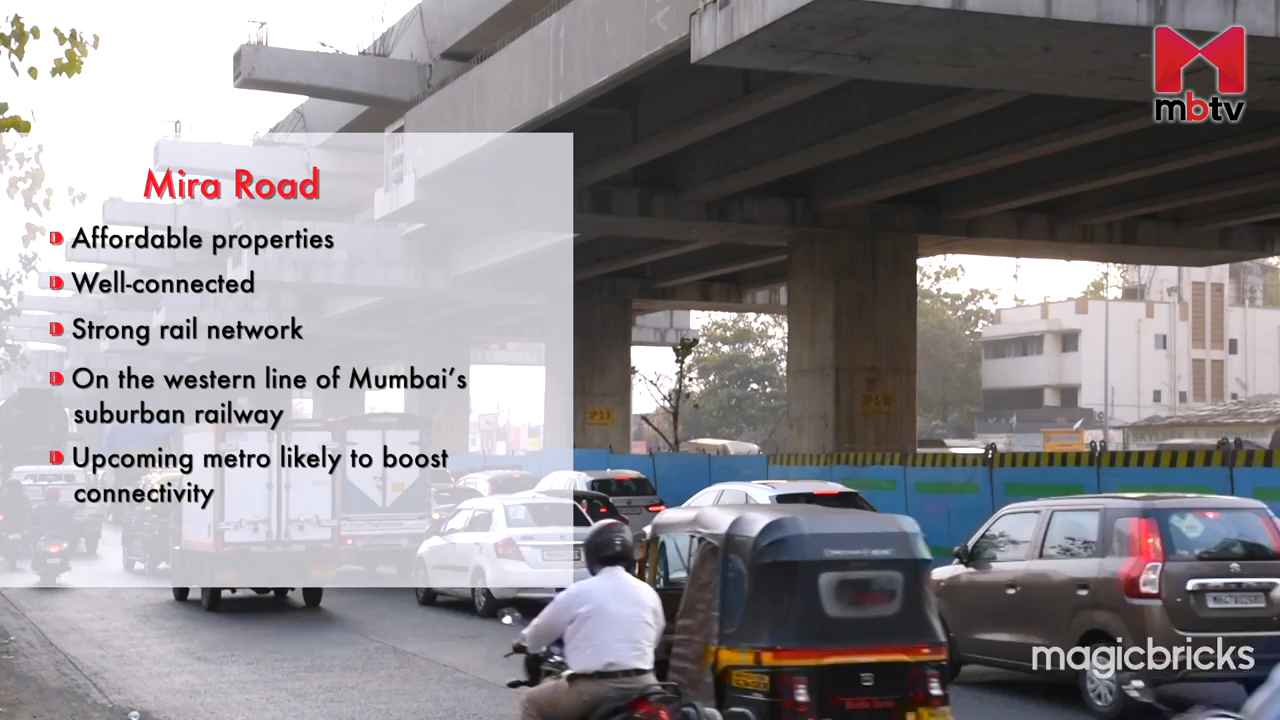 mbtv
Mira Road
Affordable properties
Well-connected
Strong rail network
On the western line of Mumbai's
suburban railway
Upcoming metro likely to boost
connectivity
magicbricks